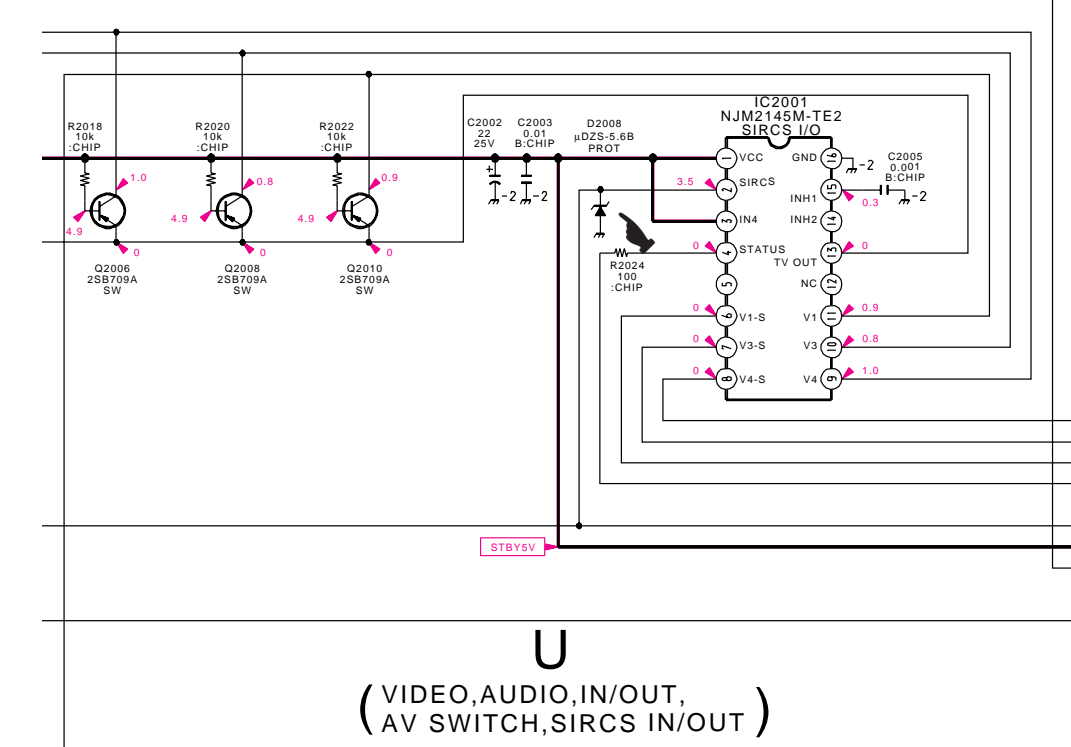 R2018
10k
:CHIP
R2020
10k
:CHIP
R2022
10k
:CHIP
C2002
22
25V
C2003
0.01
B:CHIP
D2008
µDZS-5.6B
PROT
IC2001
NJM2145M-TE2
SIRCS I/O
1.0
0.8
0.9
4.9
4.9
4.9
0
0
0
Q2006
2SB709A
SW
Q2008
2SB709A
SW
Q2010
2SB709A
SW
+
-2
-2
3.5
0
R2024
100
:CHIP
0
0
0
1
VCC
2
SIRCS
3
IN4
4
STATUS
5
6
V1-S
7
V3-S
8
V4-S
GND
16
-2
INH1
15
0.3
C2005
0.001
B:CHIP
-2
INH2
14
TV OUT
13
0
NC
12
V1
11
0.9
V3
10
0.8
V4
9
1.0
STBY5V
U
(VIDEO,AUDIO,IN/OUT,
AV SWITCH,SIRCS IN/OUT)